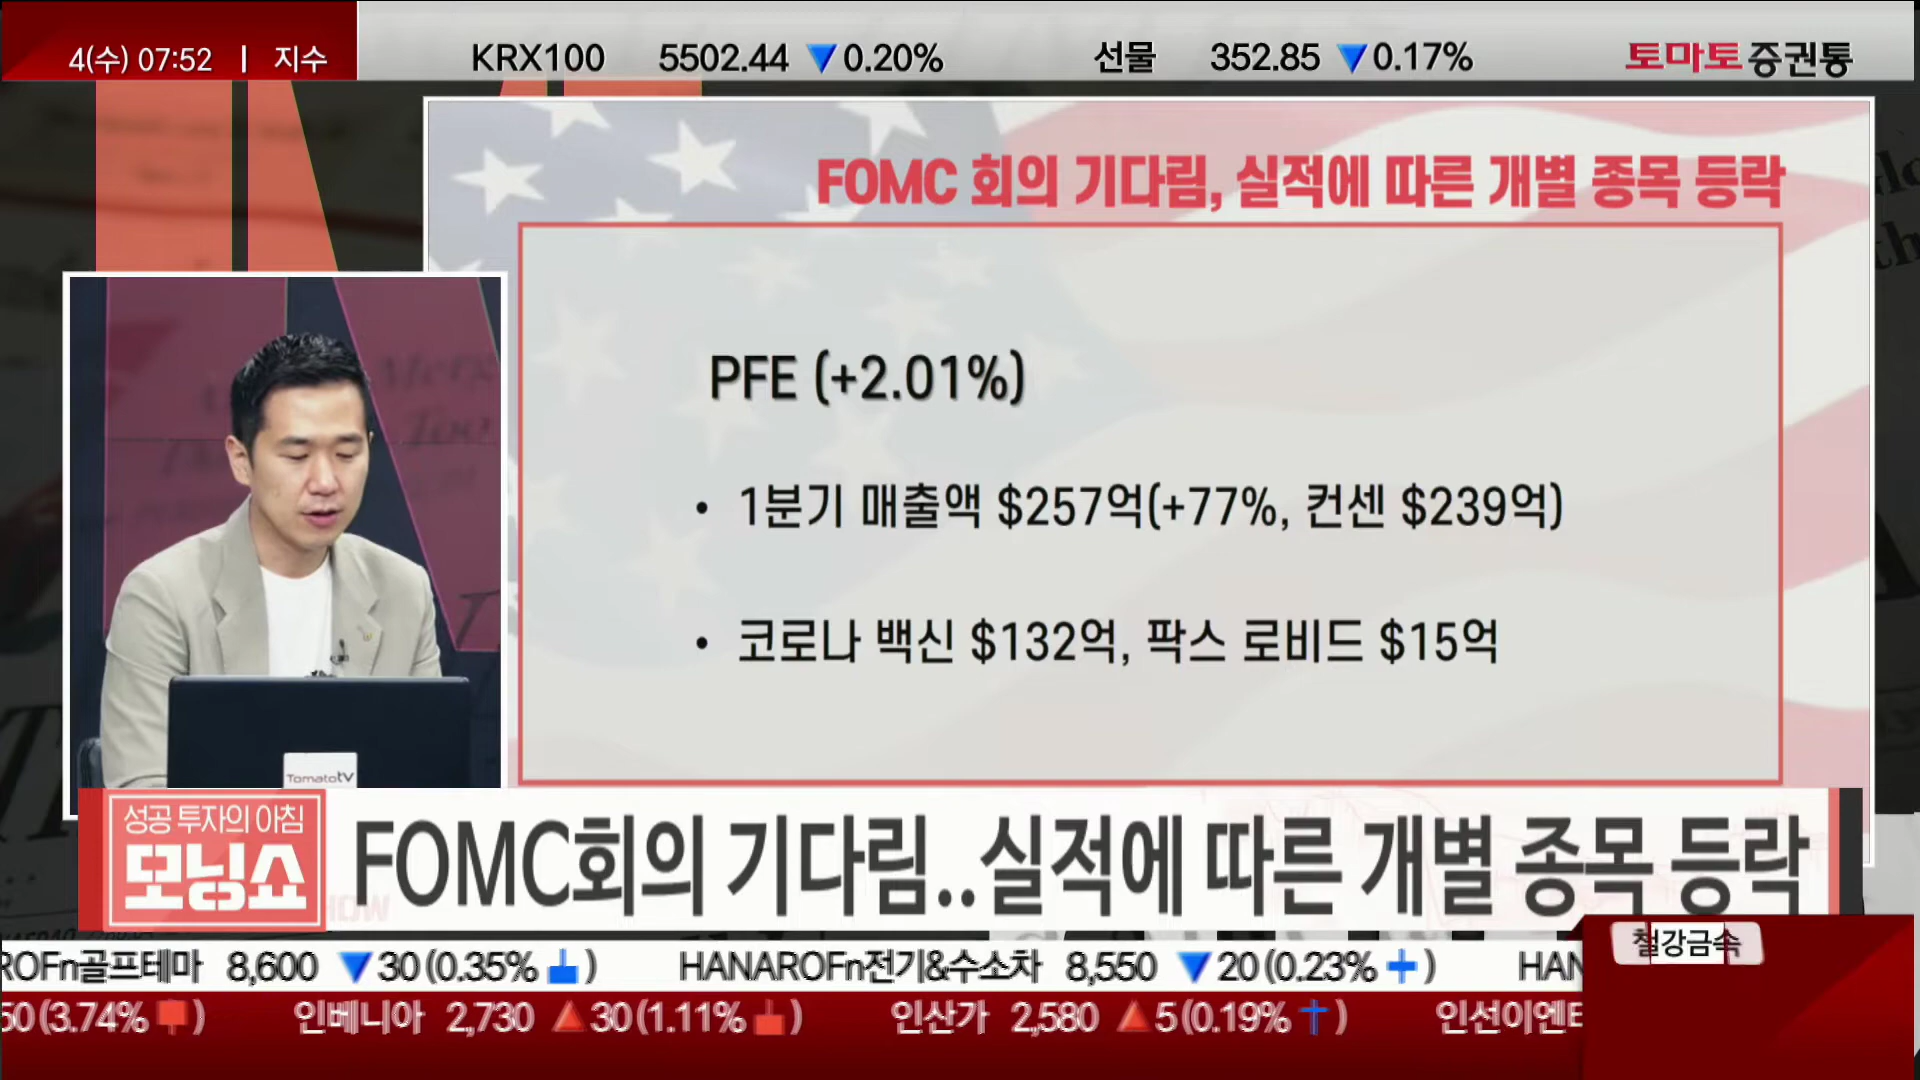 4(수) 07:52 | 지수 KRX100 5502.44 ▼0.20% 선물 352.85 ▼0.17% 토마토증권통
FOMC 회의 기다림, 실적에 따른 개별 종목 등락
PFE (+2.01%)
• 1분기 매출액 $257억(+77%, 컨센 $239억)
• 코로나 백신 $132억, 팍스 로비드 $15억
TomatoTV
성공 투자의 아침
모닝쇼
FOMC회의 기다림..실적에 따른 개별 종목 등락
철강금속
ROFn골프테마 8,600 ▼30(0.35%) HANAROFn전기&수소차 8,550 ▼20(0.23%) HAN
50(3.74%) 인베니아 2,730 ▲30(1.11%) 인산가 2,580 ▲5(0.19%) 인선이엔